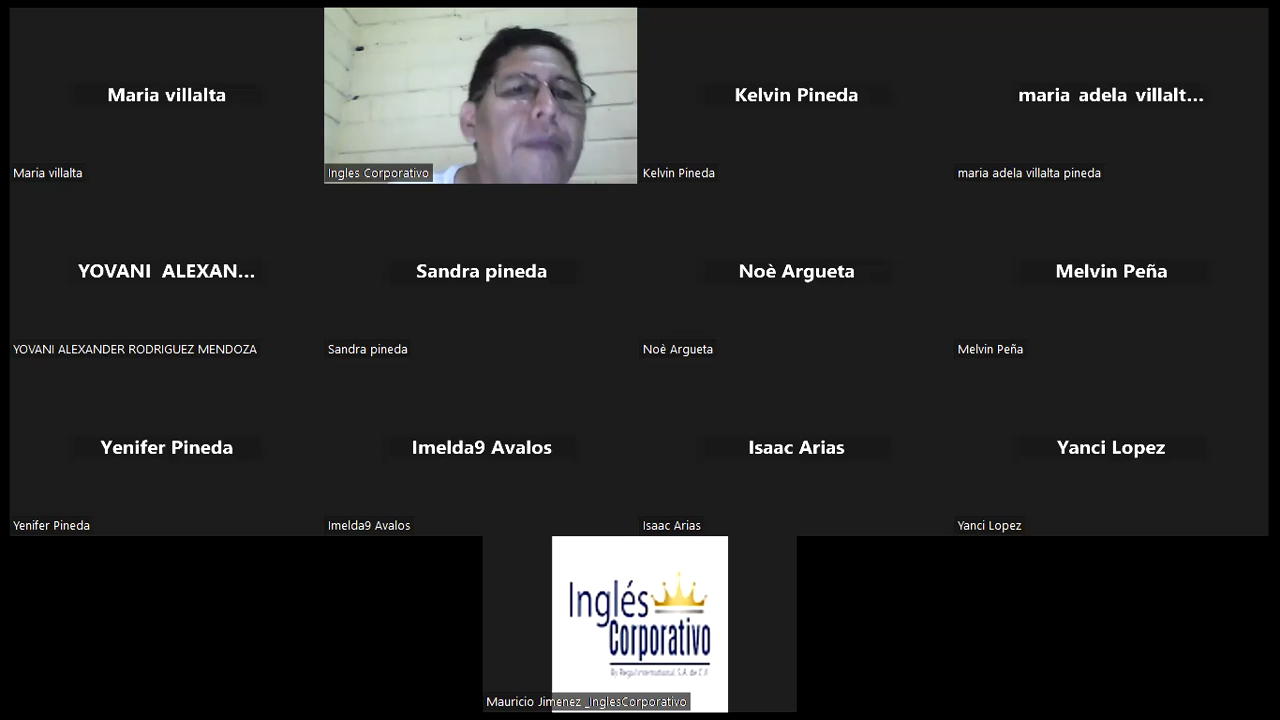 Maria villalta
Kelvin Pineda
maria adela villalt...
Maria villalta
Ingles Corporativo
Kelvin Pineda
maria adela villalta pineda
YOVANI ALEXAN...
Sandra pineda
Noè Argueta
Melvin Peña
YOVANI ALEXANDER RODRIGUEZ MENDOZA
Sandra pineda
Noè Argueta
Melvin Peña
Yenifer Pineda
Imelda9 Avalos
Isaac Arias
Yanci Lopez
Yenifer Pineda
Imelda9 Avalos
Isaac Arias
Yanci Lopez
Inglés
Corporativo
S.A. de C.V.
Mauricio Jimenez _InglesCorporativo